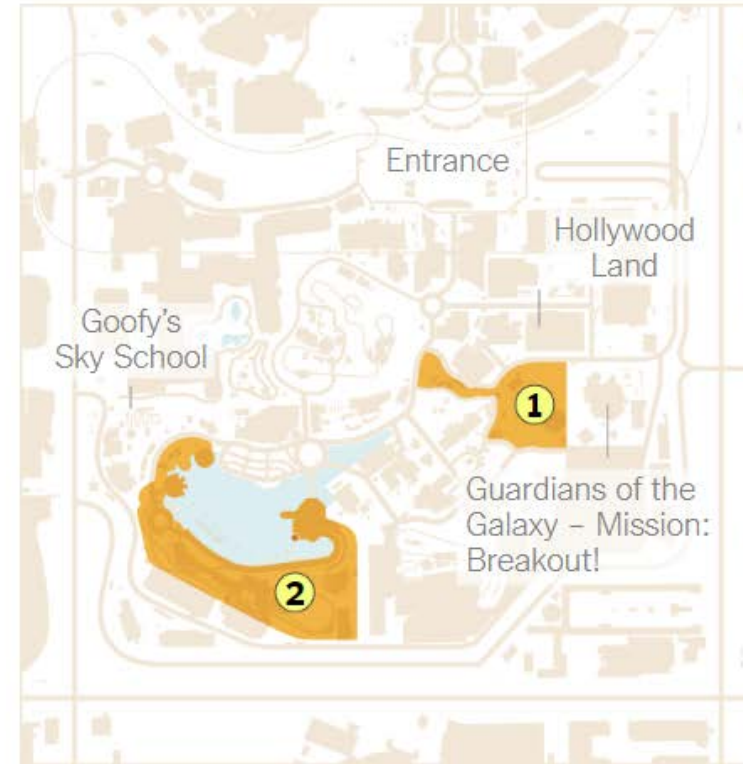 Entrance
Hollywood
Land
Goofy's
Sky School
1
Guardians of the
Galaxy – Mission:
Breakout!
2